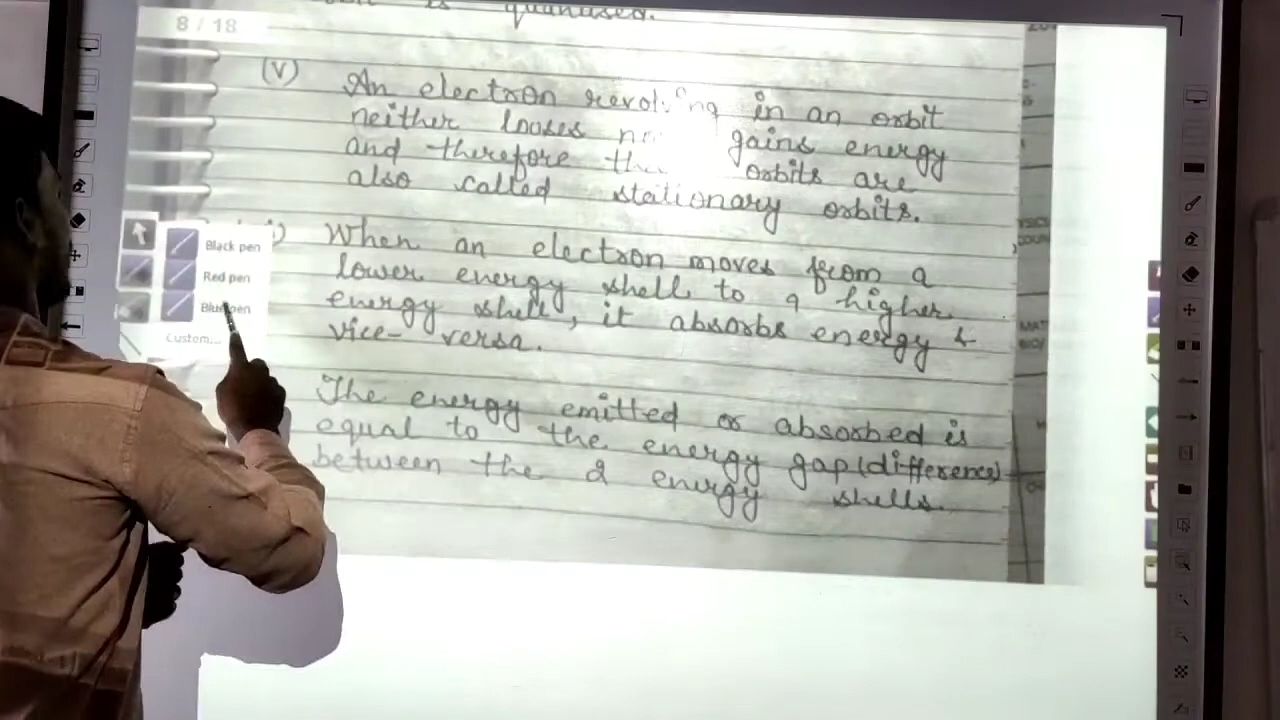 quantised.
8 / 18
(v) An electron revolving in an orbit
neither looses gains energy
and therefore orbits are
also called stationary orbits.
When an electron moves from a
lower energy shell to a higher
energy shell, it absorbs energy &
vice-versa.
The energy emitted or absorbed is
equal to the energy gap (difference)
between the 2 energy shells.
Black pen
Red pen
Blue pen
Custom...